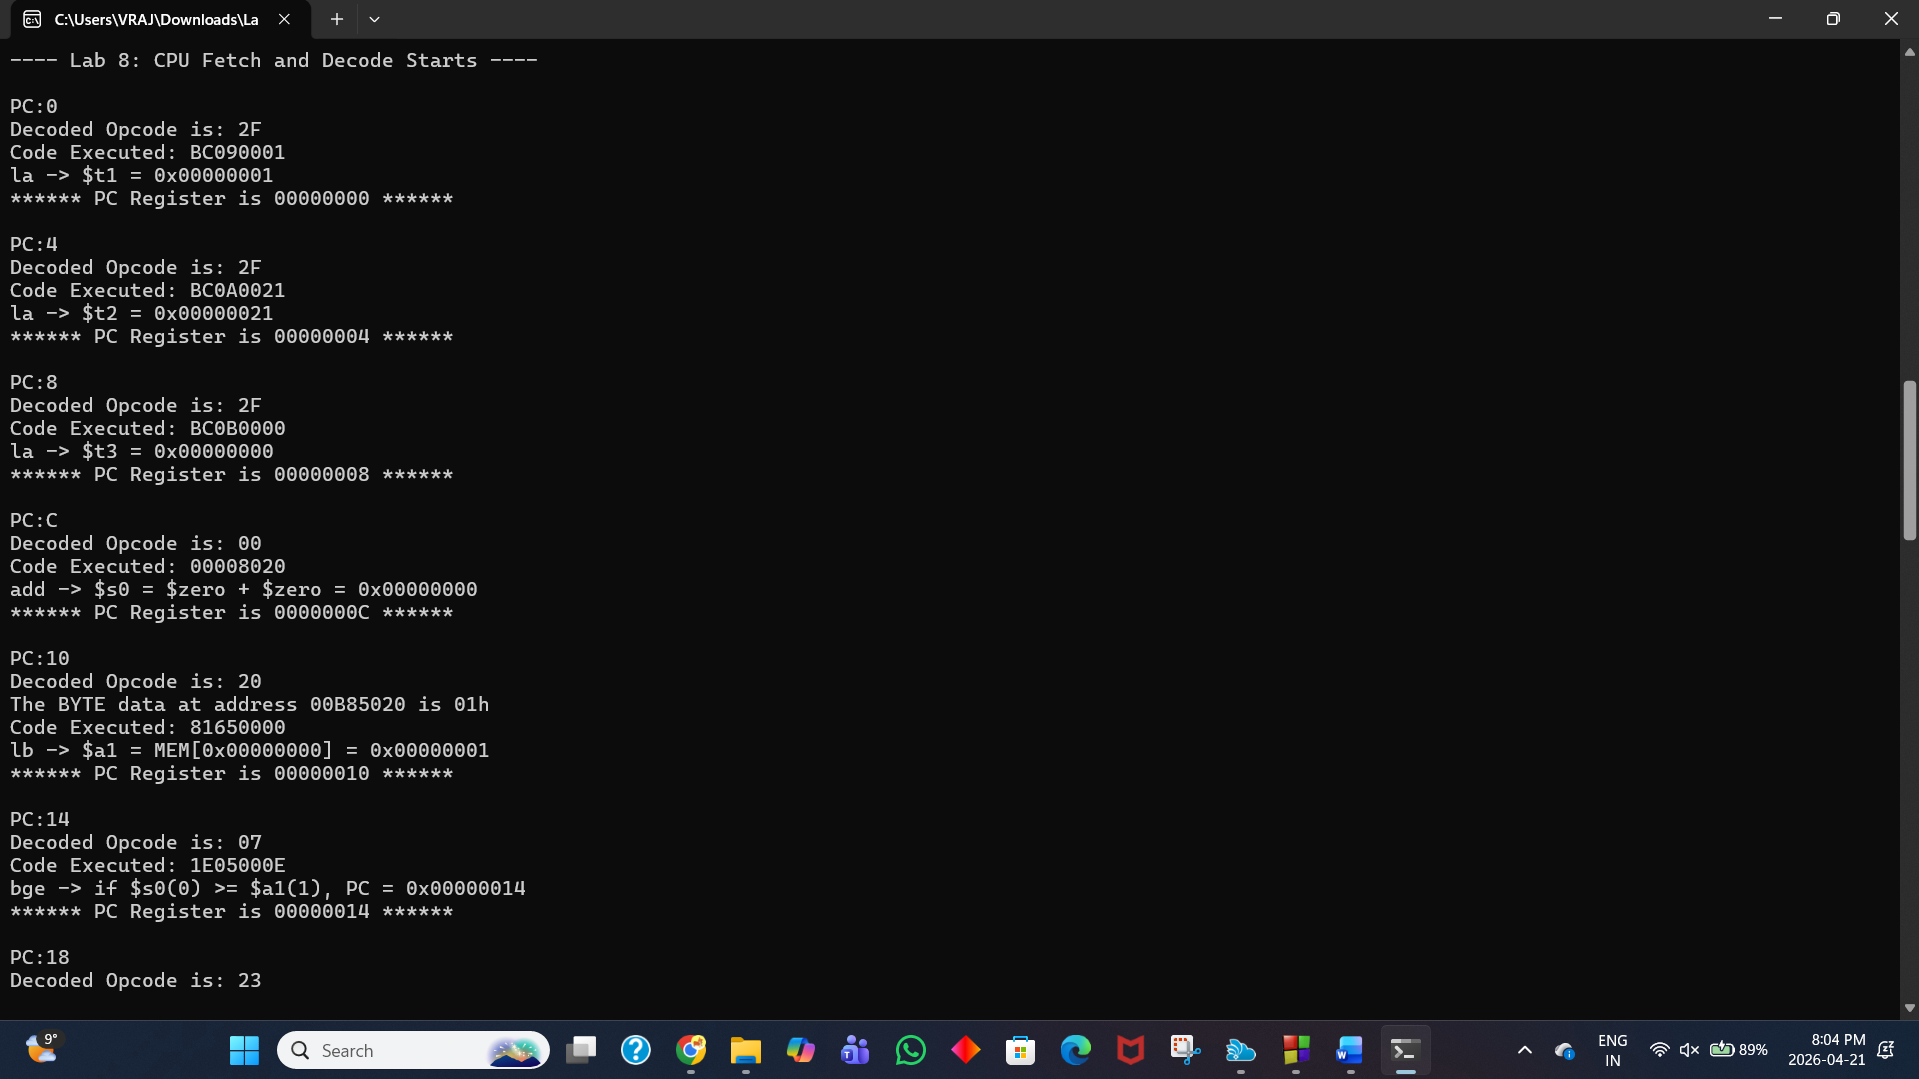 C:\Users\VRAJ\Downloads\La
---- Lab 8: CPU Fetch and Decode Starts ----
PC:0
Decoded Opcode is: 2F
Code Executed: BC090001
la -> $t1 = 0x00000001
****** PC Register is 00000000 ******
PC:4
Decoded Opcode is: 2F
Code Executed: BC0A0021
la -> $t2 = 0x00000021
****** PC Register is 00000004 ******
PC:8
Decoded Opcode is: 2F
Code Executed: BC0B0000
la -> $t3 = 0x00000000
****** PC Register is 00000008 ******
PC:C
Decoded Opcode is: 00
Code Executed: 00008020
add -> $s0 = $zero + $zero = 0x00000000
****** PC Register is 0000000C ******
PC:10
Decoded Opcode is: 20
The BYTE data at address 00B85020 is 01h
Code Executed: 81650000
lb -> $a1 = MEM[0x00000000] = 0x00000001
****** PC Register is 00000010 ******
PC:14
Decoded Opcode is: 07
Code Executed: 1E05000E
bge -> if $s0(0) >= $a1(1), PC = 0x00000014
****** PC Register is 00000014 ******
PC:18
Decoded Opcode is: 23
9°
Search
ENG
IN
89%
8:04 PM
2026-04-21